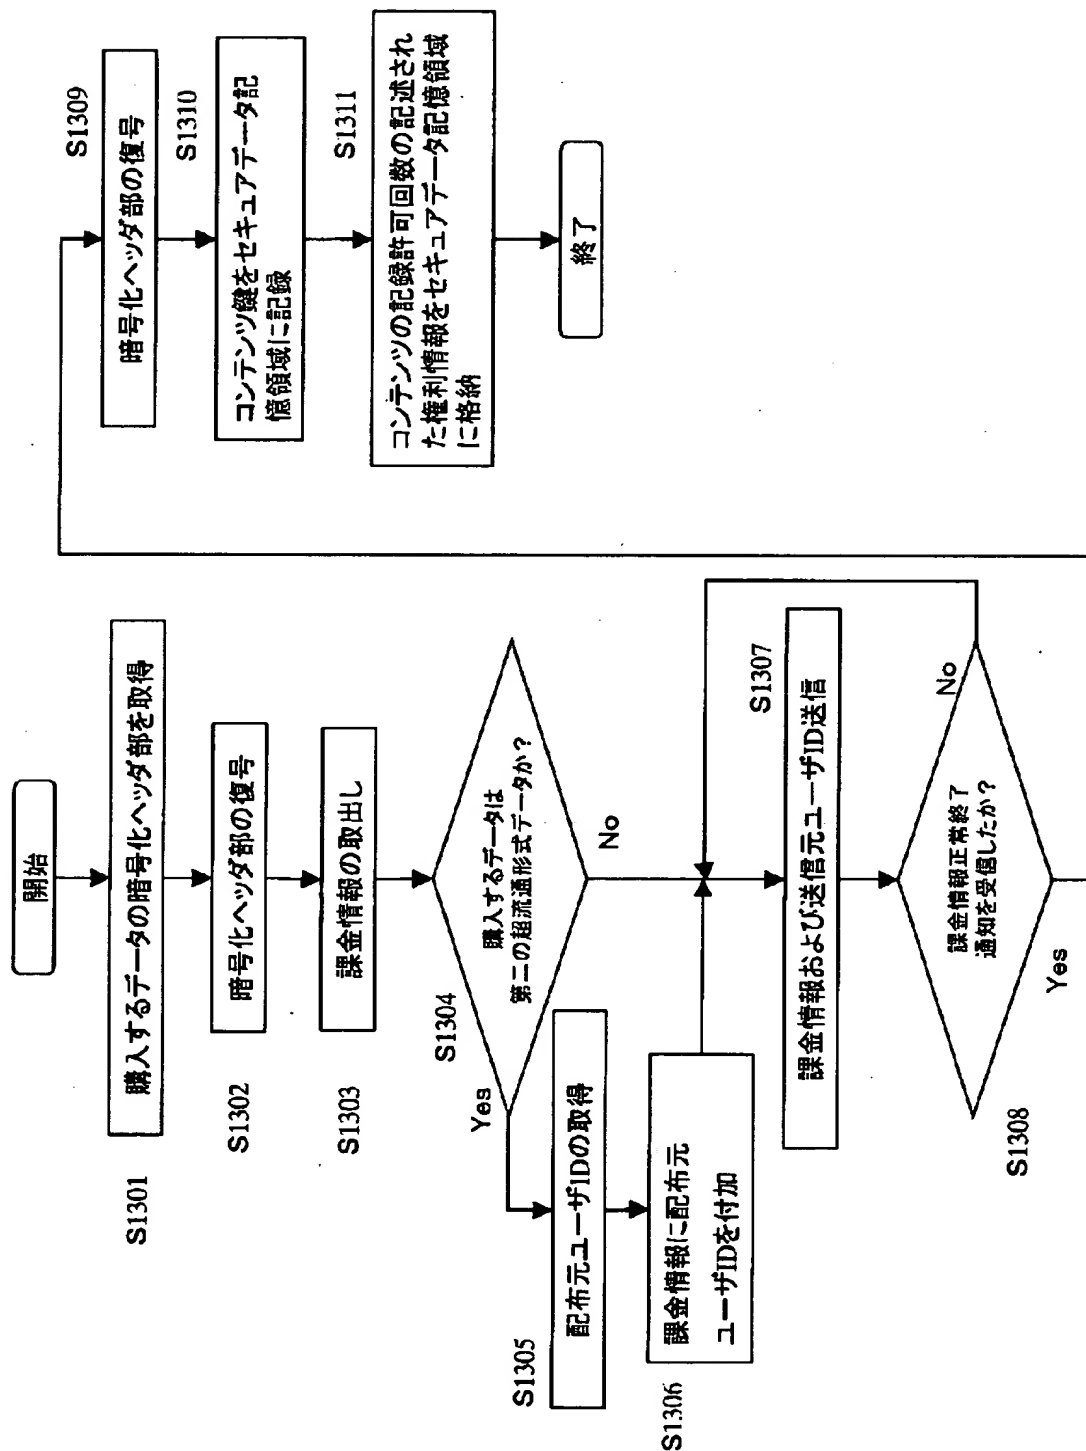 開始
S1301
購入するデータの暗号化ヘッダ部を取得
S1302
暗号化ヘッダ部の復号
S1303
課金情報の取出し
S1304
購入するデータは
第二の超流通形式データか？
Yes
No
S1305
配布元ユーザIDの取得
S1306
課金情報に配布元
ユーザIDを付加
S1307
課金情報および送信元ユーザID送信
S1308
課金情報正常終了
通知を受信したか？
No
Yes
S1309
暗号化ヘッダ部の復号
S1310
コンテンツ鍵をセキュアデータ記
憶領域に記録
S1311
コンテンツの記録許可回数の記述され
た権利情報をセキュアデータ記憶領域
に格納
終了